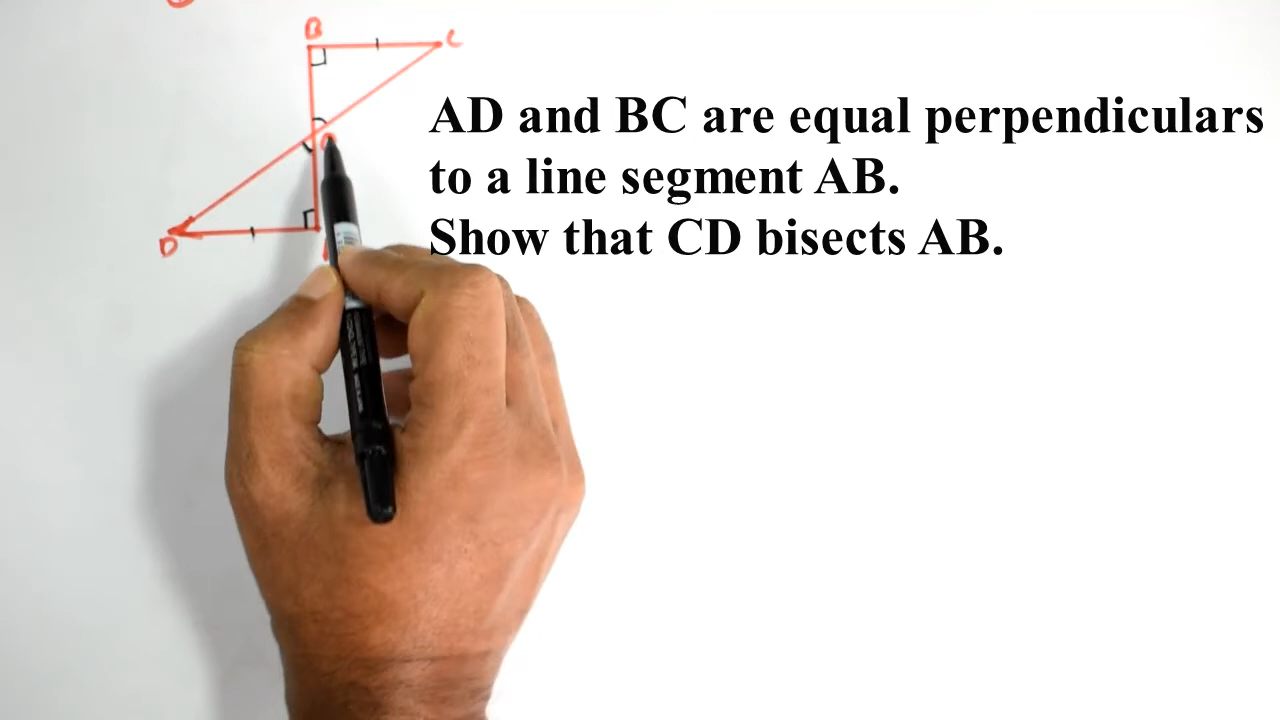 B
C
AD and BC are equal perpendiculars
to a line segment AB.
D
Show that CD bisects AB.